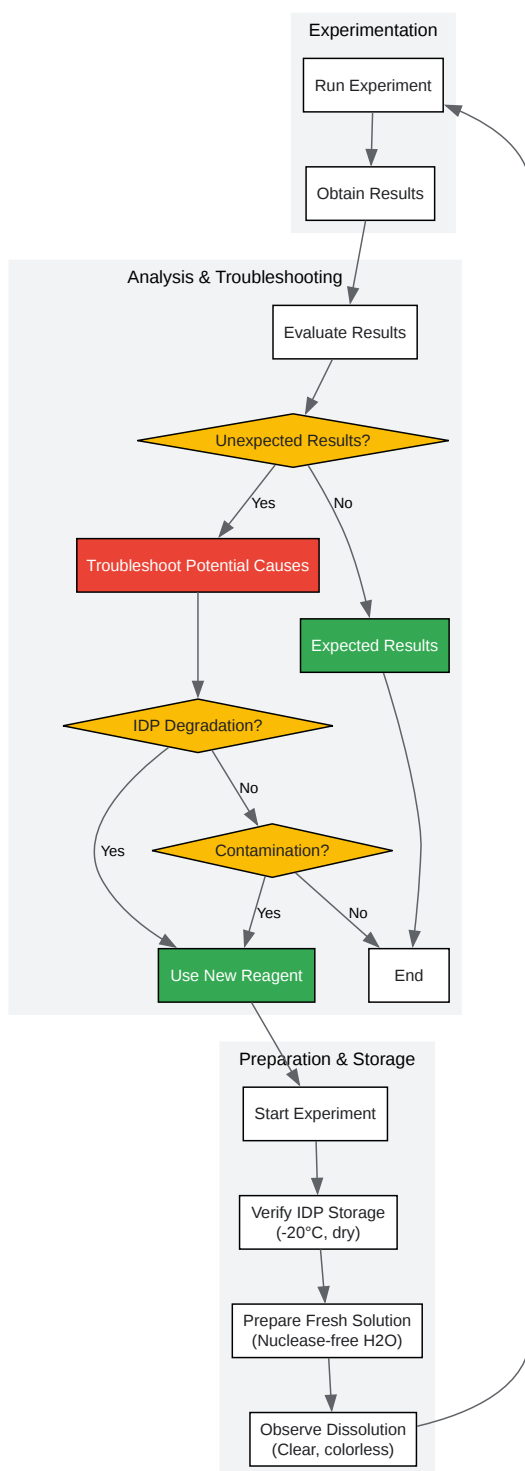 Experimentation
Run Experiment
Obtain Results
Analysis & Troubleshooting
Evaluate Results
Unexpected Results?
Yes
No
Troubleshoot Potential Causes
Expected Results
IDP Degradation?
No
Yes
Contamination?
Yes
No
Use New Reagent
End
Preparation & Storage
Start Experiment
Verify IDP Storage
(-20°C, dry)
Prepare Fresh Solution
(Nuclease-free H2O)
Observe Dissolution
(Clear, colorless)